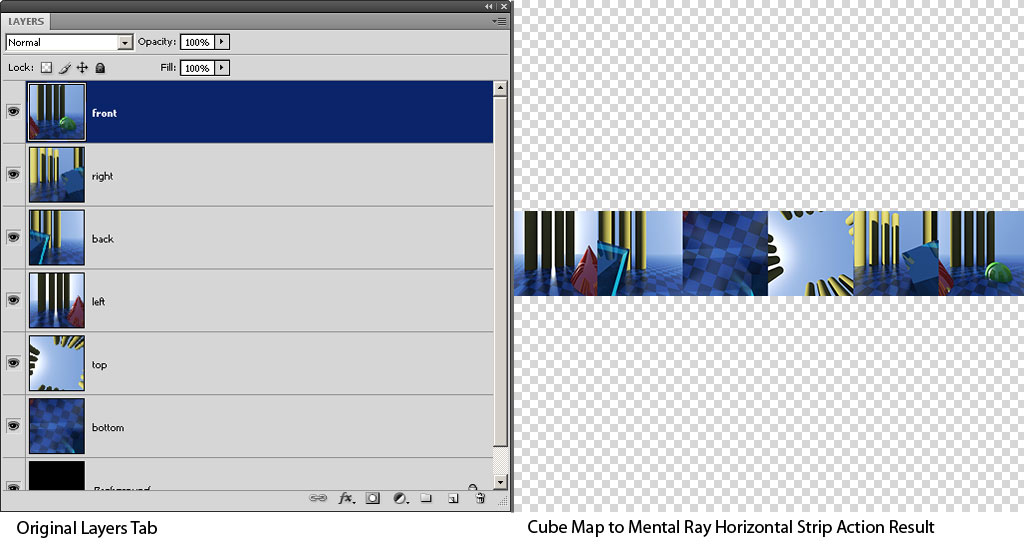 LAYERS
Normal Opacity: 100%
Lock: Fill: 100%
front
right
back
left
top
bottom
Background
fx
Original Layers Tab
Cube Map to Mental Ray Horizontal Strip Action Result